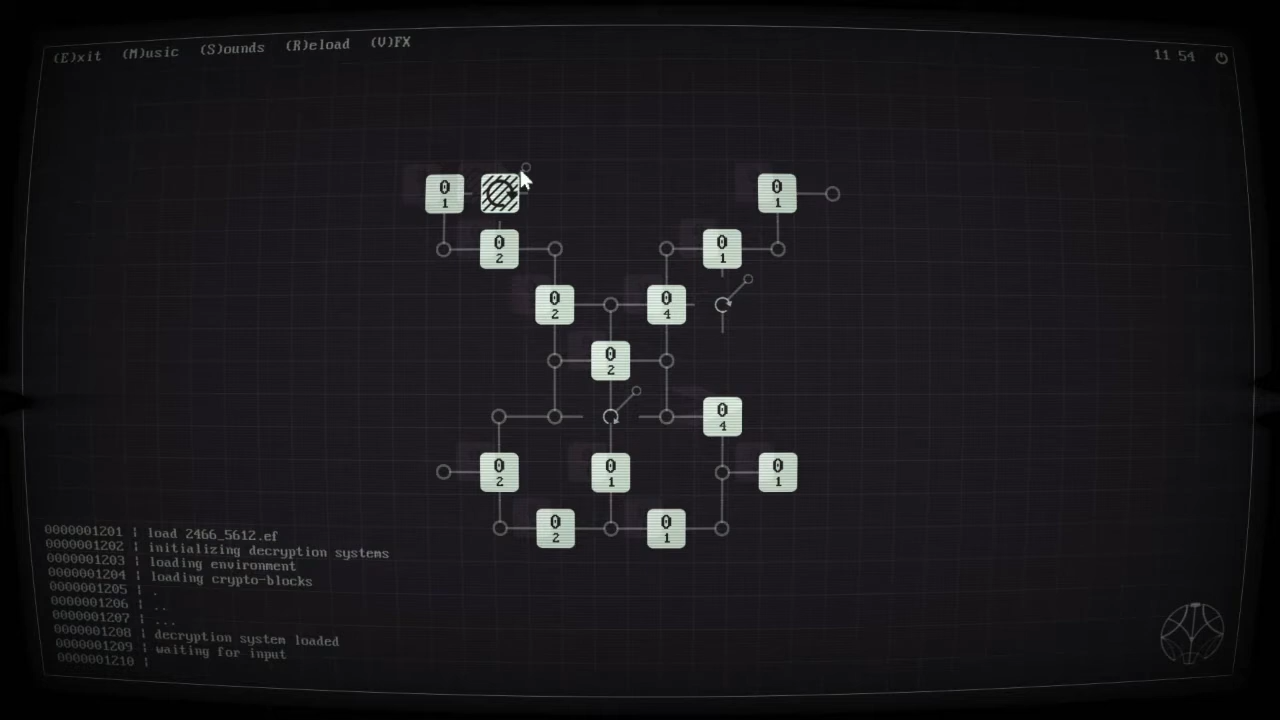 (E)xit (M)usic (S)ounds (R)eload (V)FX
11 54
0
1
0
1
0
2
0
1
0
2
0
4
0
2
0
4
0
2
0
1
0
1
0
2
0
1
0000001201 | load 2466_5612.ef
0000001202 | initializing decryption systems
0000001203 | loading environment
0000001204 | loading crypto-blocks
0000001205 | .
0000001206 | ..
0000001207 | ...
0000001208 | decryption system loaded
0000001209 | waiting for input
0000001210 |